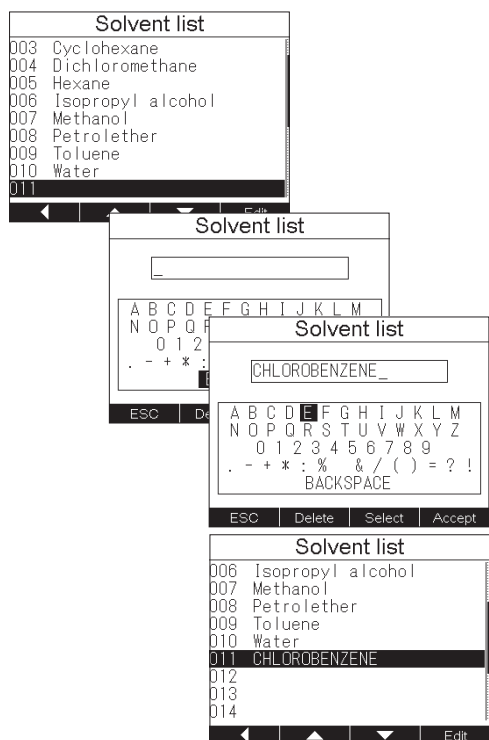 Solvent list
003 Cyclohexane
004 Dichloromethane
005 Hexane
006 Isopropyl alcohol
007 Methanol
008 Petrolether
009 Toluene
010 Water
011
Solvent list
_
A B C D E F G H I J K L M
N O P Q
0 1 2
. - + * :
ESC
Solvent list
CHLOROBENZENE_
A B C D E F G H I J K L M
N O P Q R S T U V W X Y Z
0 1 2 3 4 5 6 7 8 9
. - + * : % & / ( ) = ? !
BACKSPACE
ESC Delete Select Accept
Solvent list
006 Isopropyl alcohol
007 Methanol
008 Petrolether
009 Toluene
010 Water
011 CHLOROBENZENE
012
013
014
Edit